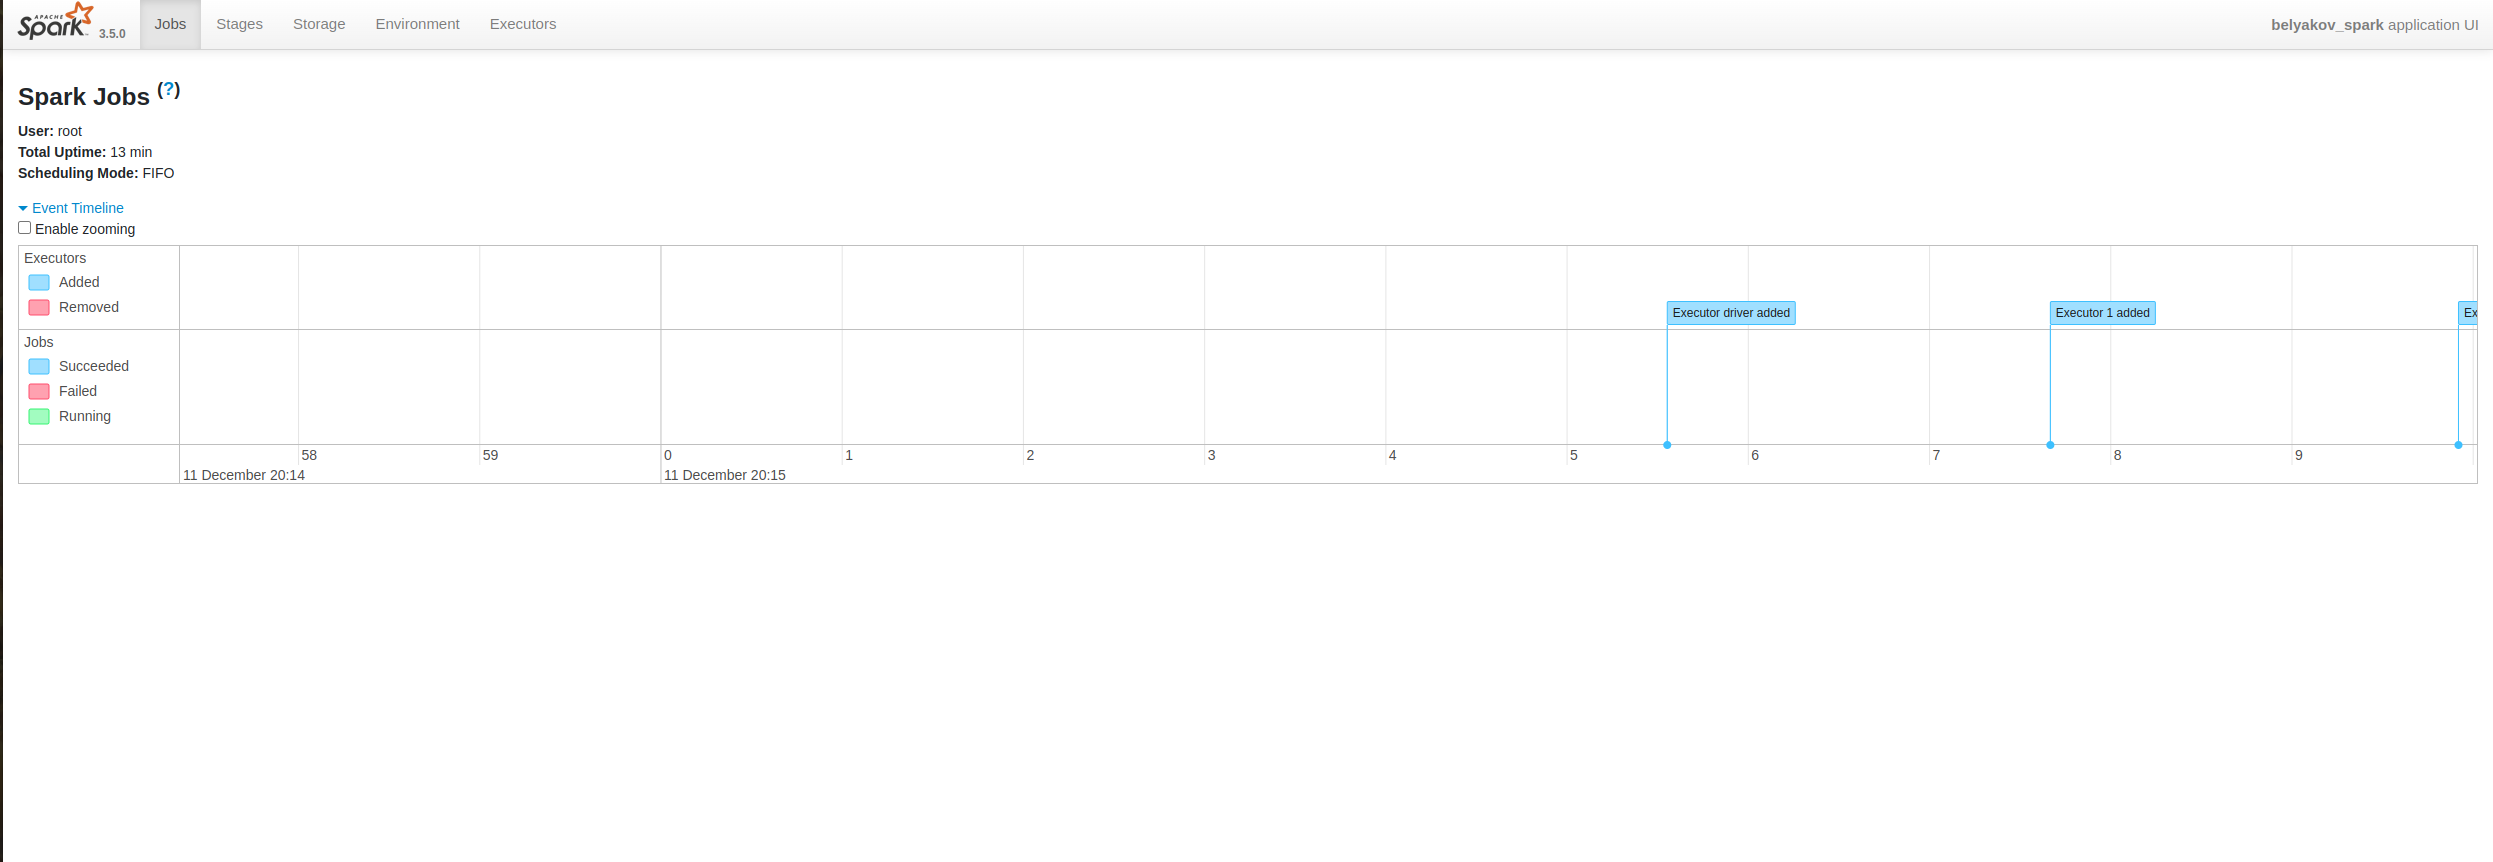 APACHE Spark 3.5.0 Jobs Stages Storage Environment Executors belyakov_spark application UI
Spark Jobs (?)
User: root
Total Uptime: 13 min
Scheduling Mode: FIFO
Event Timeline
Enable zooming
Executors
Added
Removed
Executor driver added Executor 1 added Ex
Jobs
Succeeded
Failed
Running
58 59 0 1 2 3 4 5 6 7 8 9
11 December 20:14 11 December 20:15